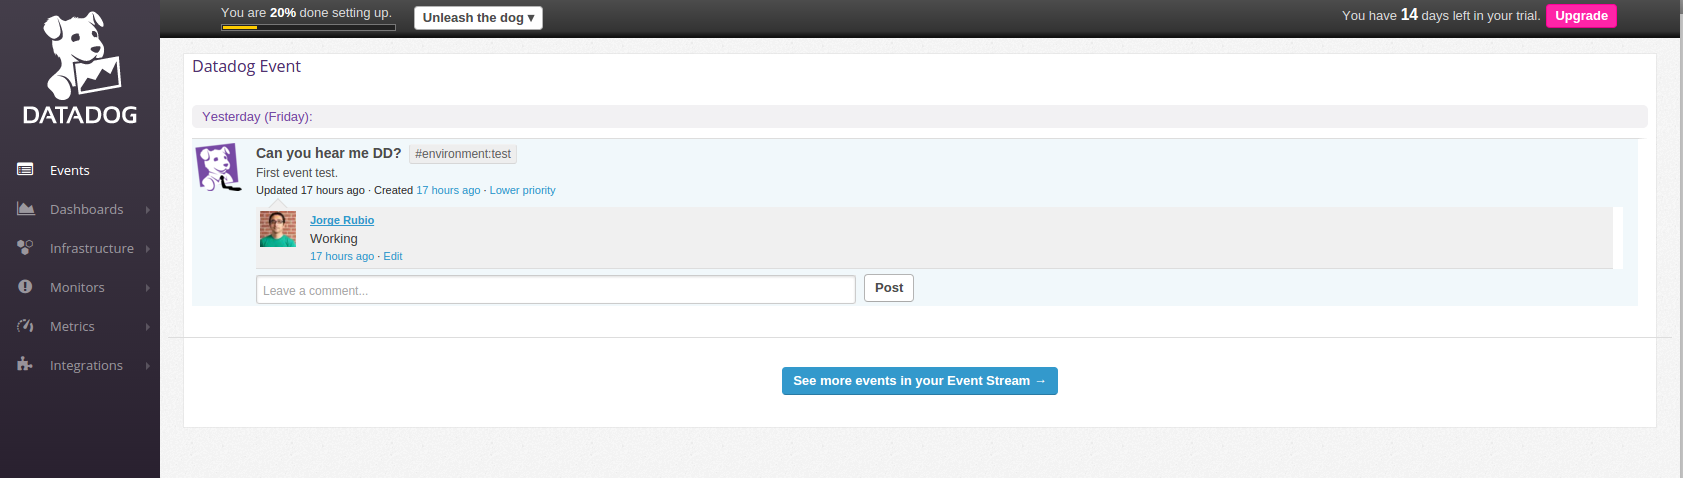 You are 20% done setting up.
Unleash the dog ▾
You have 14 days left in your trial.
Upgrade
DATADOG
Events
Dashboards
Infrastructure
Monitors
Metrics
Integrations
Datadog Event
Yesterday (Friday):
Can you hear me DD? #environment:test
First event test.
Updated 17 hours ago · Created 17 hours ago · Lower priority
Jorge Rubio
Working
17 hours ago · Edit
Leave a comment...
Post
See more events in your Event Stream →